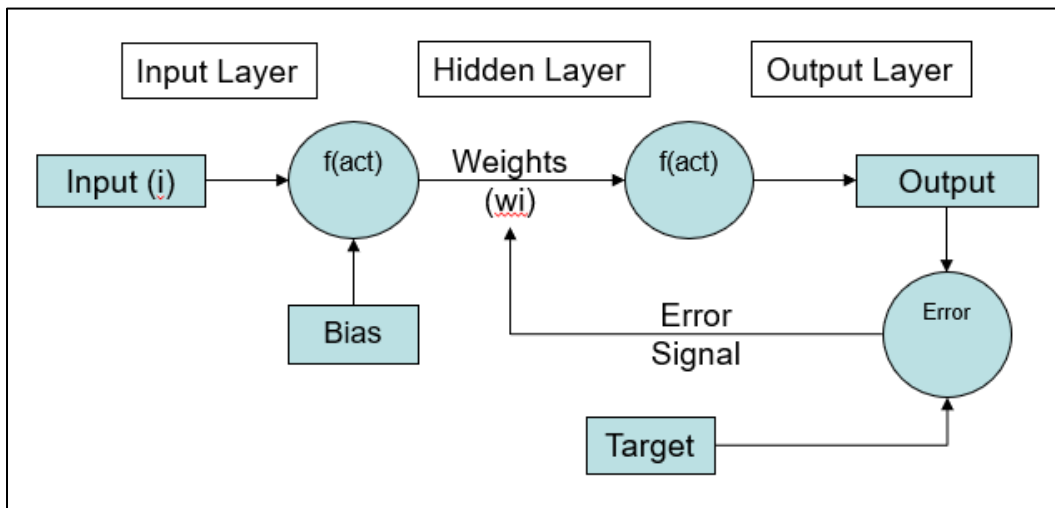 Input Layer
Hidden Layer
Output Layer
Input (i)
f(act)
Weights
(wi)
f(act)
Output
Bias
Error
Signal
Error
Target